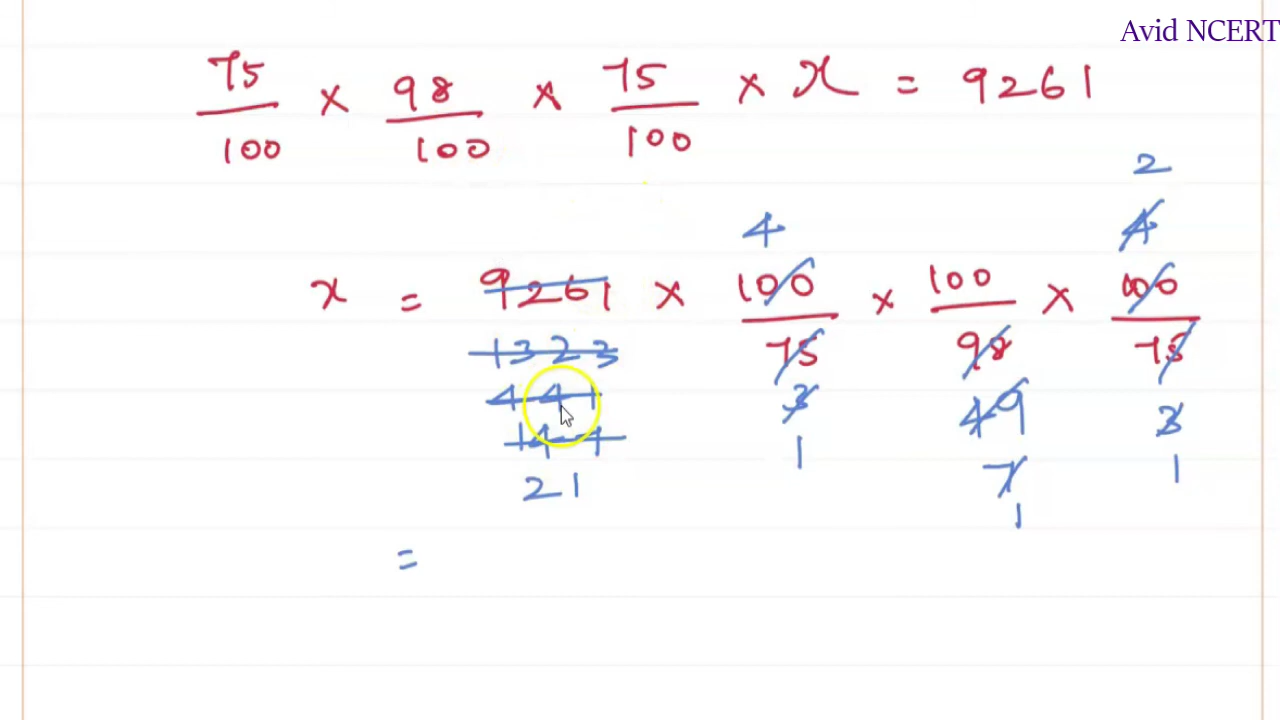 Avid NCERT
75/100 × 98/100 × 75/100 × x = 9261
2
4 4
x = 9261 × 100/75 × 100/98 × 100/75
1323
441 3 49 3
147 1 7 1
21 1
=